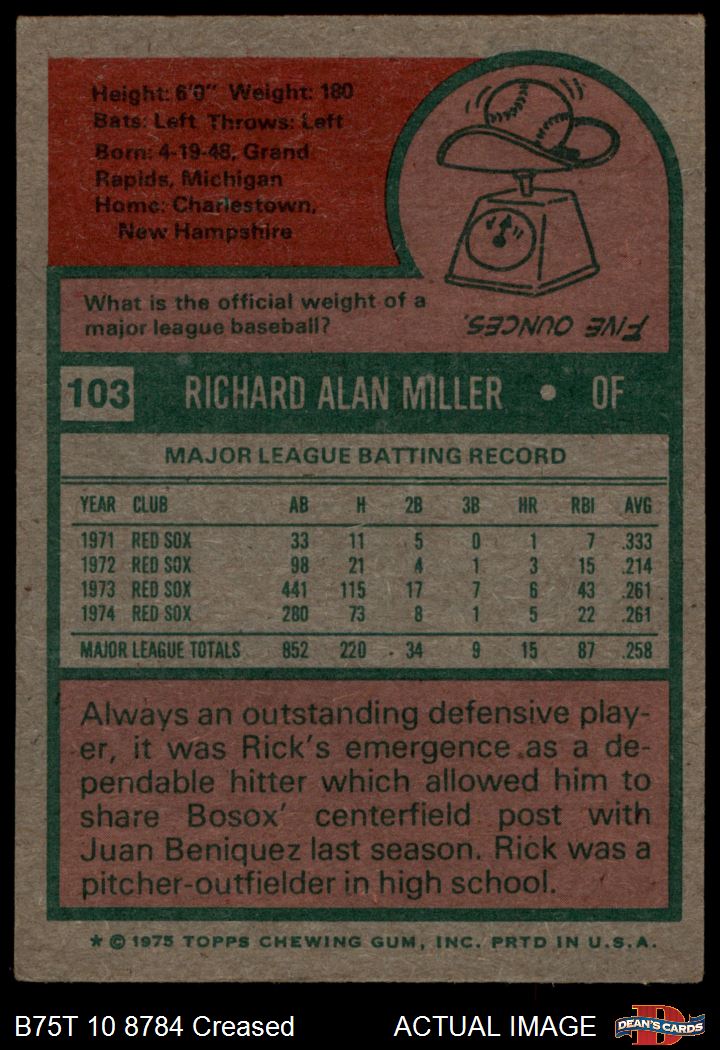 Height: 6'0" Weight: 180
Bats: Left Throws: Left
Born: 4-19-48, Grand
Rapids, Michigan
Home: Charlestown,
New Hampshire
What is the official weight of a
major league baseball?
FIVE OUNCES.
103 RICHARD ALAN MILLER • OF
MAJOR LEAGUE BATTING RECORD
YEAR CLUB AB H 2B 3B HR RBI AVG
1971 RED SOX 33 11 5 0 1 7 .333
1972 RED SOX 98 21 4 1 3 15 .214
1973 RED SOX 441 115 17 7 6 43 .261
1974 RED SOX 280 73 8 1 5 22 .261
MAJOR LEAGUE TOTALS 852 220 34 9 15 87 .258
Always an outstanding defensive play-
er, it was Rick's emergence as a de-
pendable hitter which allowed him to
share Bosox' centerfield post with
Juan Beniquez last season. Rick was a
pitcher-outfielder in high school.
* © 1975 TOPPS CHEWING GUM, INC. PRTD IN U.S.A.
B75T 10 8784 Creased ACTUAL IMAGE
DEAN'S CARDS